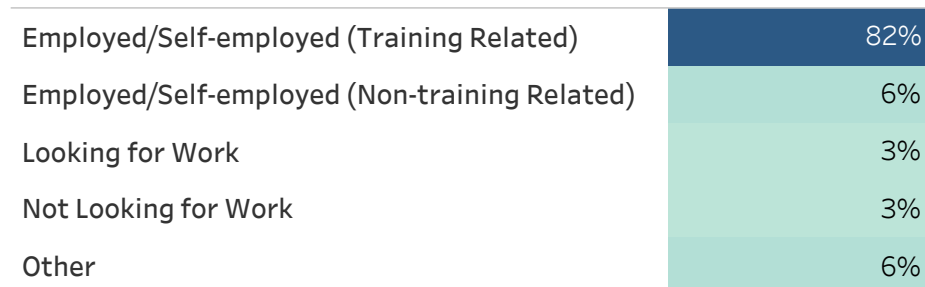 Employed/Self-employed (Training Related) 82%
Employed/Self-employed (Non-training Related) 6%
Looking for Work 3%
Not Looking for Work 3%
Other 6%